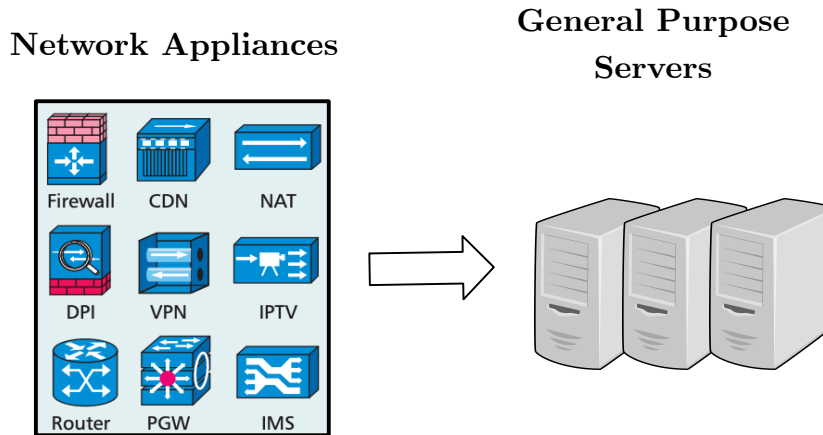 Network Appliances
General Purpose
Servers
Firewall
CDN
NAT
DPI
VPN
IPTV
Router
PGW
IMS